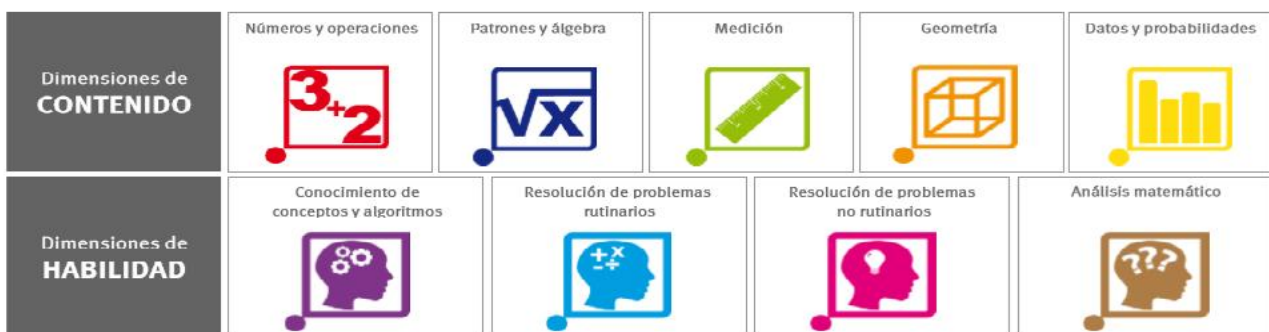 Dimensiones de
CONTENIDO
Números y operaciones
3+2
Patrones y álgebra
√x
Medición
Geometría
Datos y probabilidades
Dimensiones de
HABILIDAD
Conocimiento de
conceptos y algoritmos
Resolución de problemas
rutinarios
+×
-÷
Resolución de problemas
no rutinarios
Análisis matemático
???